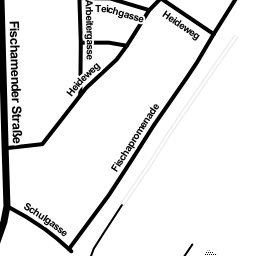 Teichgasse
Heideweg
Arbeitergasse
Fischamender Straße
Heideweg
Fischapromenade
Schulgasse